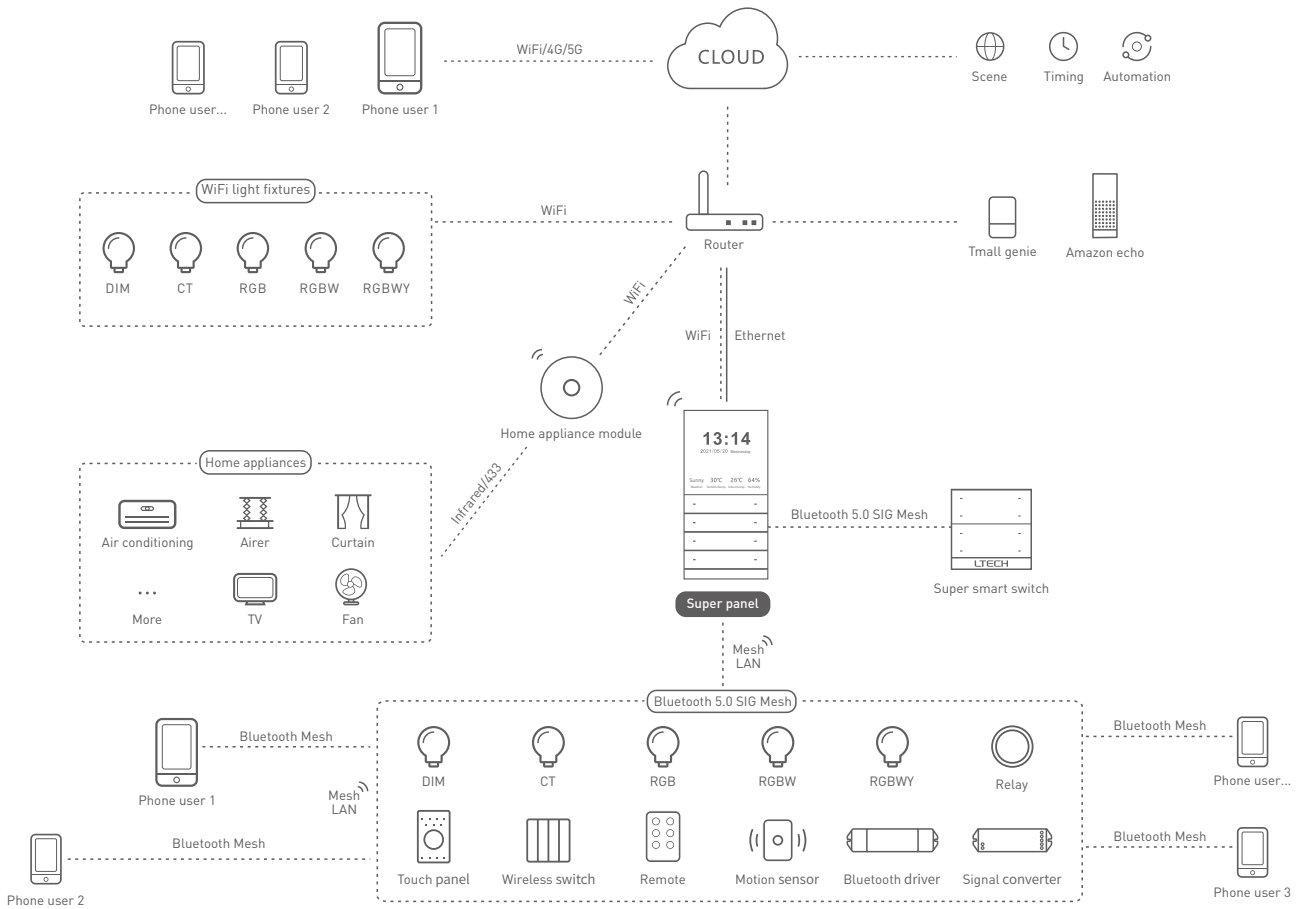 WiFi/4G/5G
CLOUD
Phone user...
Phone user 2
Phone user 1
Scene
Timing
Automation
WiFi light fixtures
DIM
CT
RGB
RGBW
RGBWY
WiFi
Router
Tmall genie
Amazon echo
WiFi
WiFi
Ethernet
Home appliance module
13:14
2021/05/20 Wednesday
Sunny 30℃ 26℃ 64%
Home appliances
Infrared/433
Air conditioning
Airer
Curtain
...
More
TV
Fan
Bluetooth 5.0 SIG Mesh
LTECH
Super smart switch
Super panel
Mesh
LAN
Bluetooth 5.0 SIG Mesh
Bluetooth Mesh
Phone user 1
Mesh
LAN
Bluetooth Mesh
Phone user 2
DIM
CT
RGB
RGBW
RGBWY
Relay
Touch panel
Wireless switch
Remote
Motion sensor
Bluetooth driver
Signal converter
Bluetooth Mesh
Phone user...
Bluetooth Mesh
Phone user 3